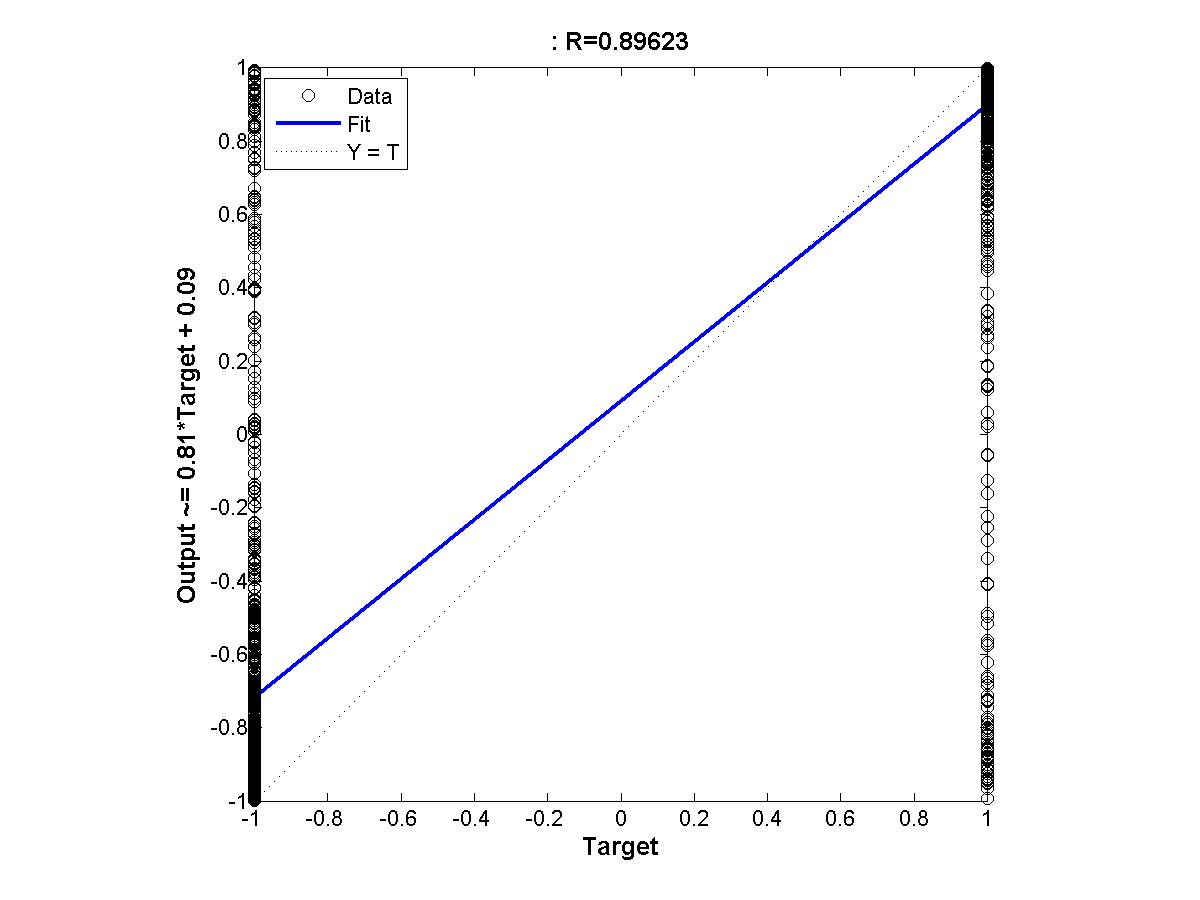 : R=0.89623
Data
Fit
Y = T
1
0.8
0.6
0.4
0.2
0
-0.2
-0.4
-0.6
-0.8
-1
Output ~= 0.81*Target + 0.09
-1 -0.8 -0.6 -0.4 -0.2 0 0.2 0.4 0.6 0.8 1
Target